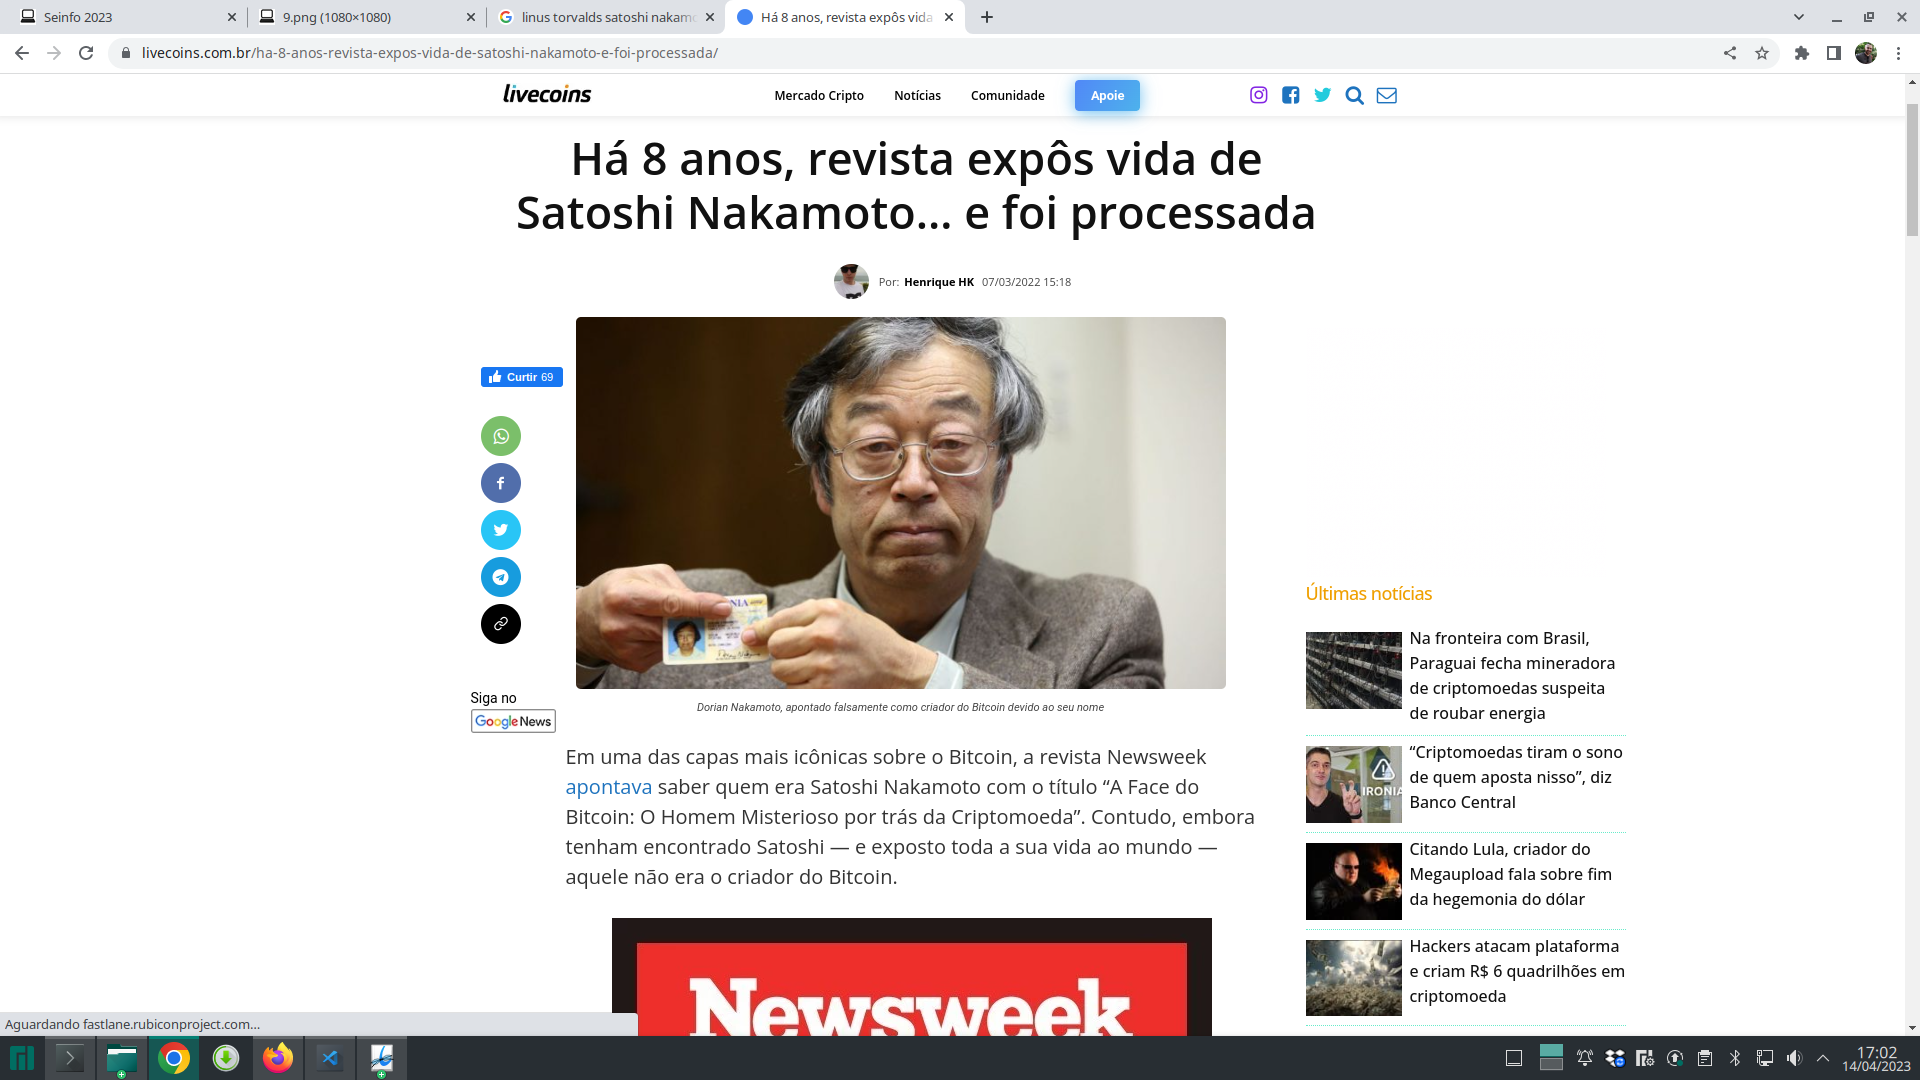 Seinfo 2023
9.png (1080×1080)
linus torvalds satoshi nakam
Há 8 anos, revista expôs vida
livecoins.com.br/ha-8-anos-revista-expos-vida-de-satoshi-nakamoto-e-foi-processada/
livecoins
Mercado Cripto
Notícias
Comunidade
Apoie
Há 8 anos, revista expôs vida de
Satoshi Nakamoto... e foi processada
Por: Henrique HK 07/03/2022 15:18
Curtir 69
NIA
Siga no
Google News
Dorian Nakamoto, apontado falsamente como criador do Bitcoin devido ao seu nome
Em uma das capas mais icônicas sobre o Bitcoin, a revista Newsweek
apontava saber quem era Satoshi Nakamoto com o título “A Face do
Bitcoin: O Homem Misterioso por trás da Criptomoeda”. Contudo, embora
tenham encontrado Satoshi — e exposto toda a sua vida ao mundo —
aquele não era o criador do Bitcoin.
Newsweek
Últimas notícias
Na fronteira com Brasil,
Paraguai fecha mineradora
de criptomoedas suspeita
de roubar energia
“Criptomoedas tiram o sono
de quem aposta nisso”, diz
Banco Central
IRONIA
Citando Lula, criador do
Megaupload fala sobre fim
da hegemonia do dólar
Hackers atacam plataforma
e criam R$ 6 quadrilhões em
criptomoeda
Aguardando fastlane.rubiconproject.com...
17:02
14/04/2023